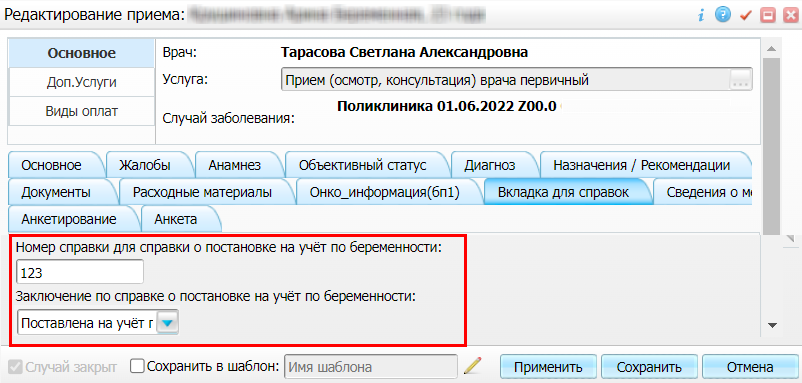 Редактирование приема:
Основное
Доп.Услуги
Виды оплат
Врач: Тарасова Светлана Александровна
Услуга: Прием (осмотр, консультация) врача первичный ...
Случай заболевания: Поликлиника 01.06.2022 Z00.0
Основное Жалобы Анамнез Объективный статус Диагноз Назначения / Рекомендации
Документы Расходные материалы Онко_информация(бп1) Вкладка для справок Сведения о
Анкетирование Анкета
Номер справки для справки о постановке на учёт по беременности:
123
Заключение по справке о постановке на учёт по беременности:
Поставлена на учёт
Случай закрыт Сохранить в шаблон: Имя шаблона Применить Сохранить Отмена